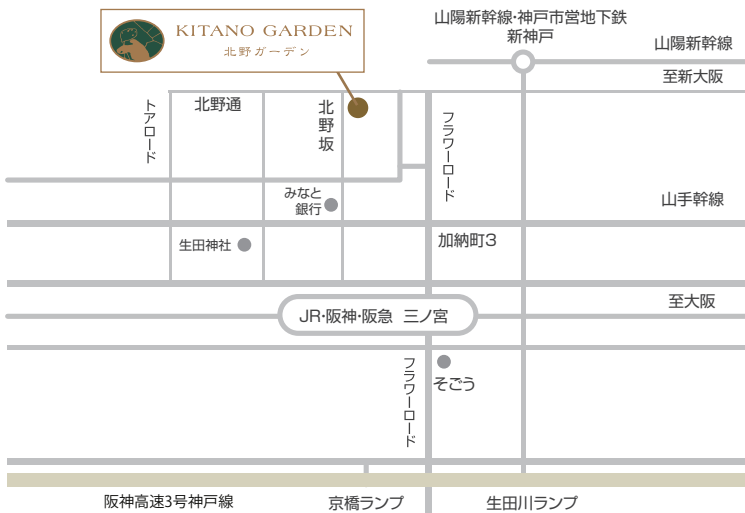 KITANO GARDEN
北野ガーデン
山陽新幹線・神戸市営地下鉄
新神戸
山陽新幹線
至新大阪
トアロード
北野通
北野坂
フラワーロード
みなと
銀行
山手幹線
生田神社
加納町3
至大阪
JR・阪神・阪急 三ノ宮
フラワーロード
そごう
阪神高速3号神戸線
京橋ランプ
生田川ランプ